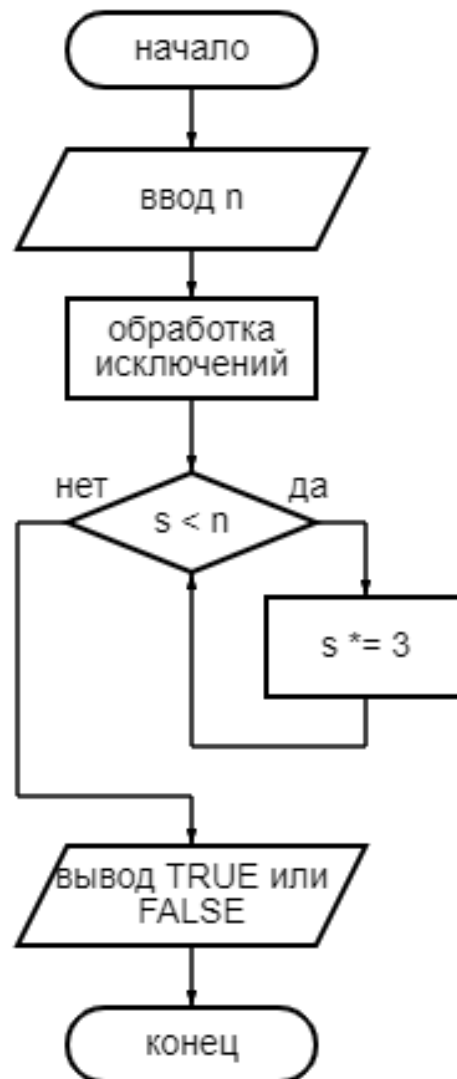 начало
ввод n
обработка
исключений
нет
да
s < n
s *= 3
вывод TRUE или
FALSE
конец